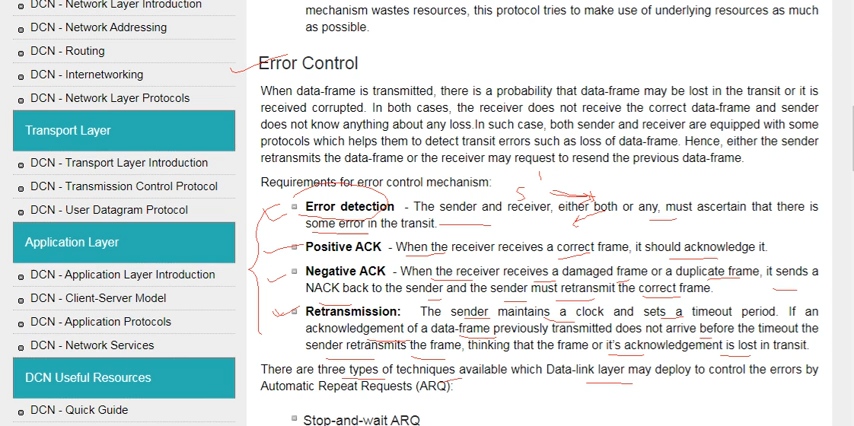 DCN - Network Layer Introduction
DCN - Network Addressing
DCN - Routing
DCN - Internetworking
DCN - Network Layer Protocols
Transport Layer
DCN - Transport Layer Introduction
DCN - Transmission Control Protocol
DCN - User Datagram Protocol
Application Layer
DCN - Application Layer Introduction
DCN - Client-Server Model
DCN - Application Protocols
DCN - Network Services
DCN Useful Resources
DCN - Quick Guide
mechanism wastes resources, this protocol tries to make use of underlying resources as much
as possible.
Error Control
When data-frame is transmitted, there is a probability that data-frame may be lost in the transit or it is
received corrupted. In both cases, the receiver does not receive the correct data-frame and sender
does not know anything about any loss.In such case, both sender and receiver are equipped with some
protocols which helps them to detect transit errors such as loss of data-frame. Hence, either the sender
retransmits the data-frame or the receiver may request to resend the previous data-frame.
Requirements for error control mechanism:
Error detection - The sender and receiver, either both or any, must ascertain that there is
some error in the transit.
Positive ACK - When the receiver receives a correct frame, it should acknowledge it.
Negative ACK - When the receiver receives a damaged frame or a duplicate frame, it sends a
NACK back to the sender and the sender must retransmit the correct frame.
Retransmission: The sender maintains a clock and sets a timeout period. If an
acknowledgement of a data-frame previously transmitted does not arrive before the timeout the
sender retransmits the frame, thinking that the frame or it's acknowledgement is lost in transit.
There are three types of techniques available which Data-link layer may deploy to control the errors by
Automatic Repeat Requests (ARQ):
Stop-and-wait ARQ